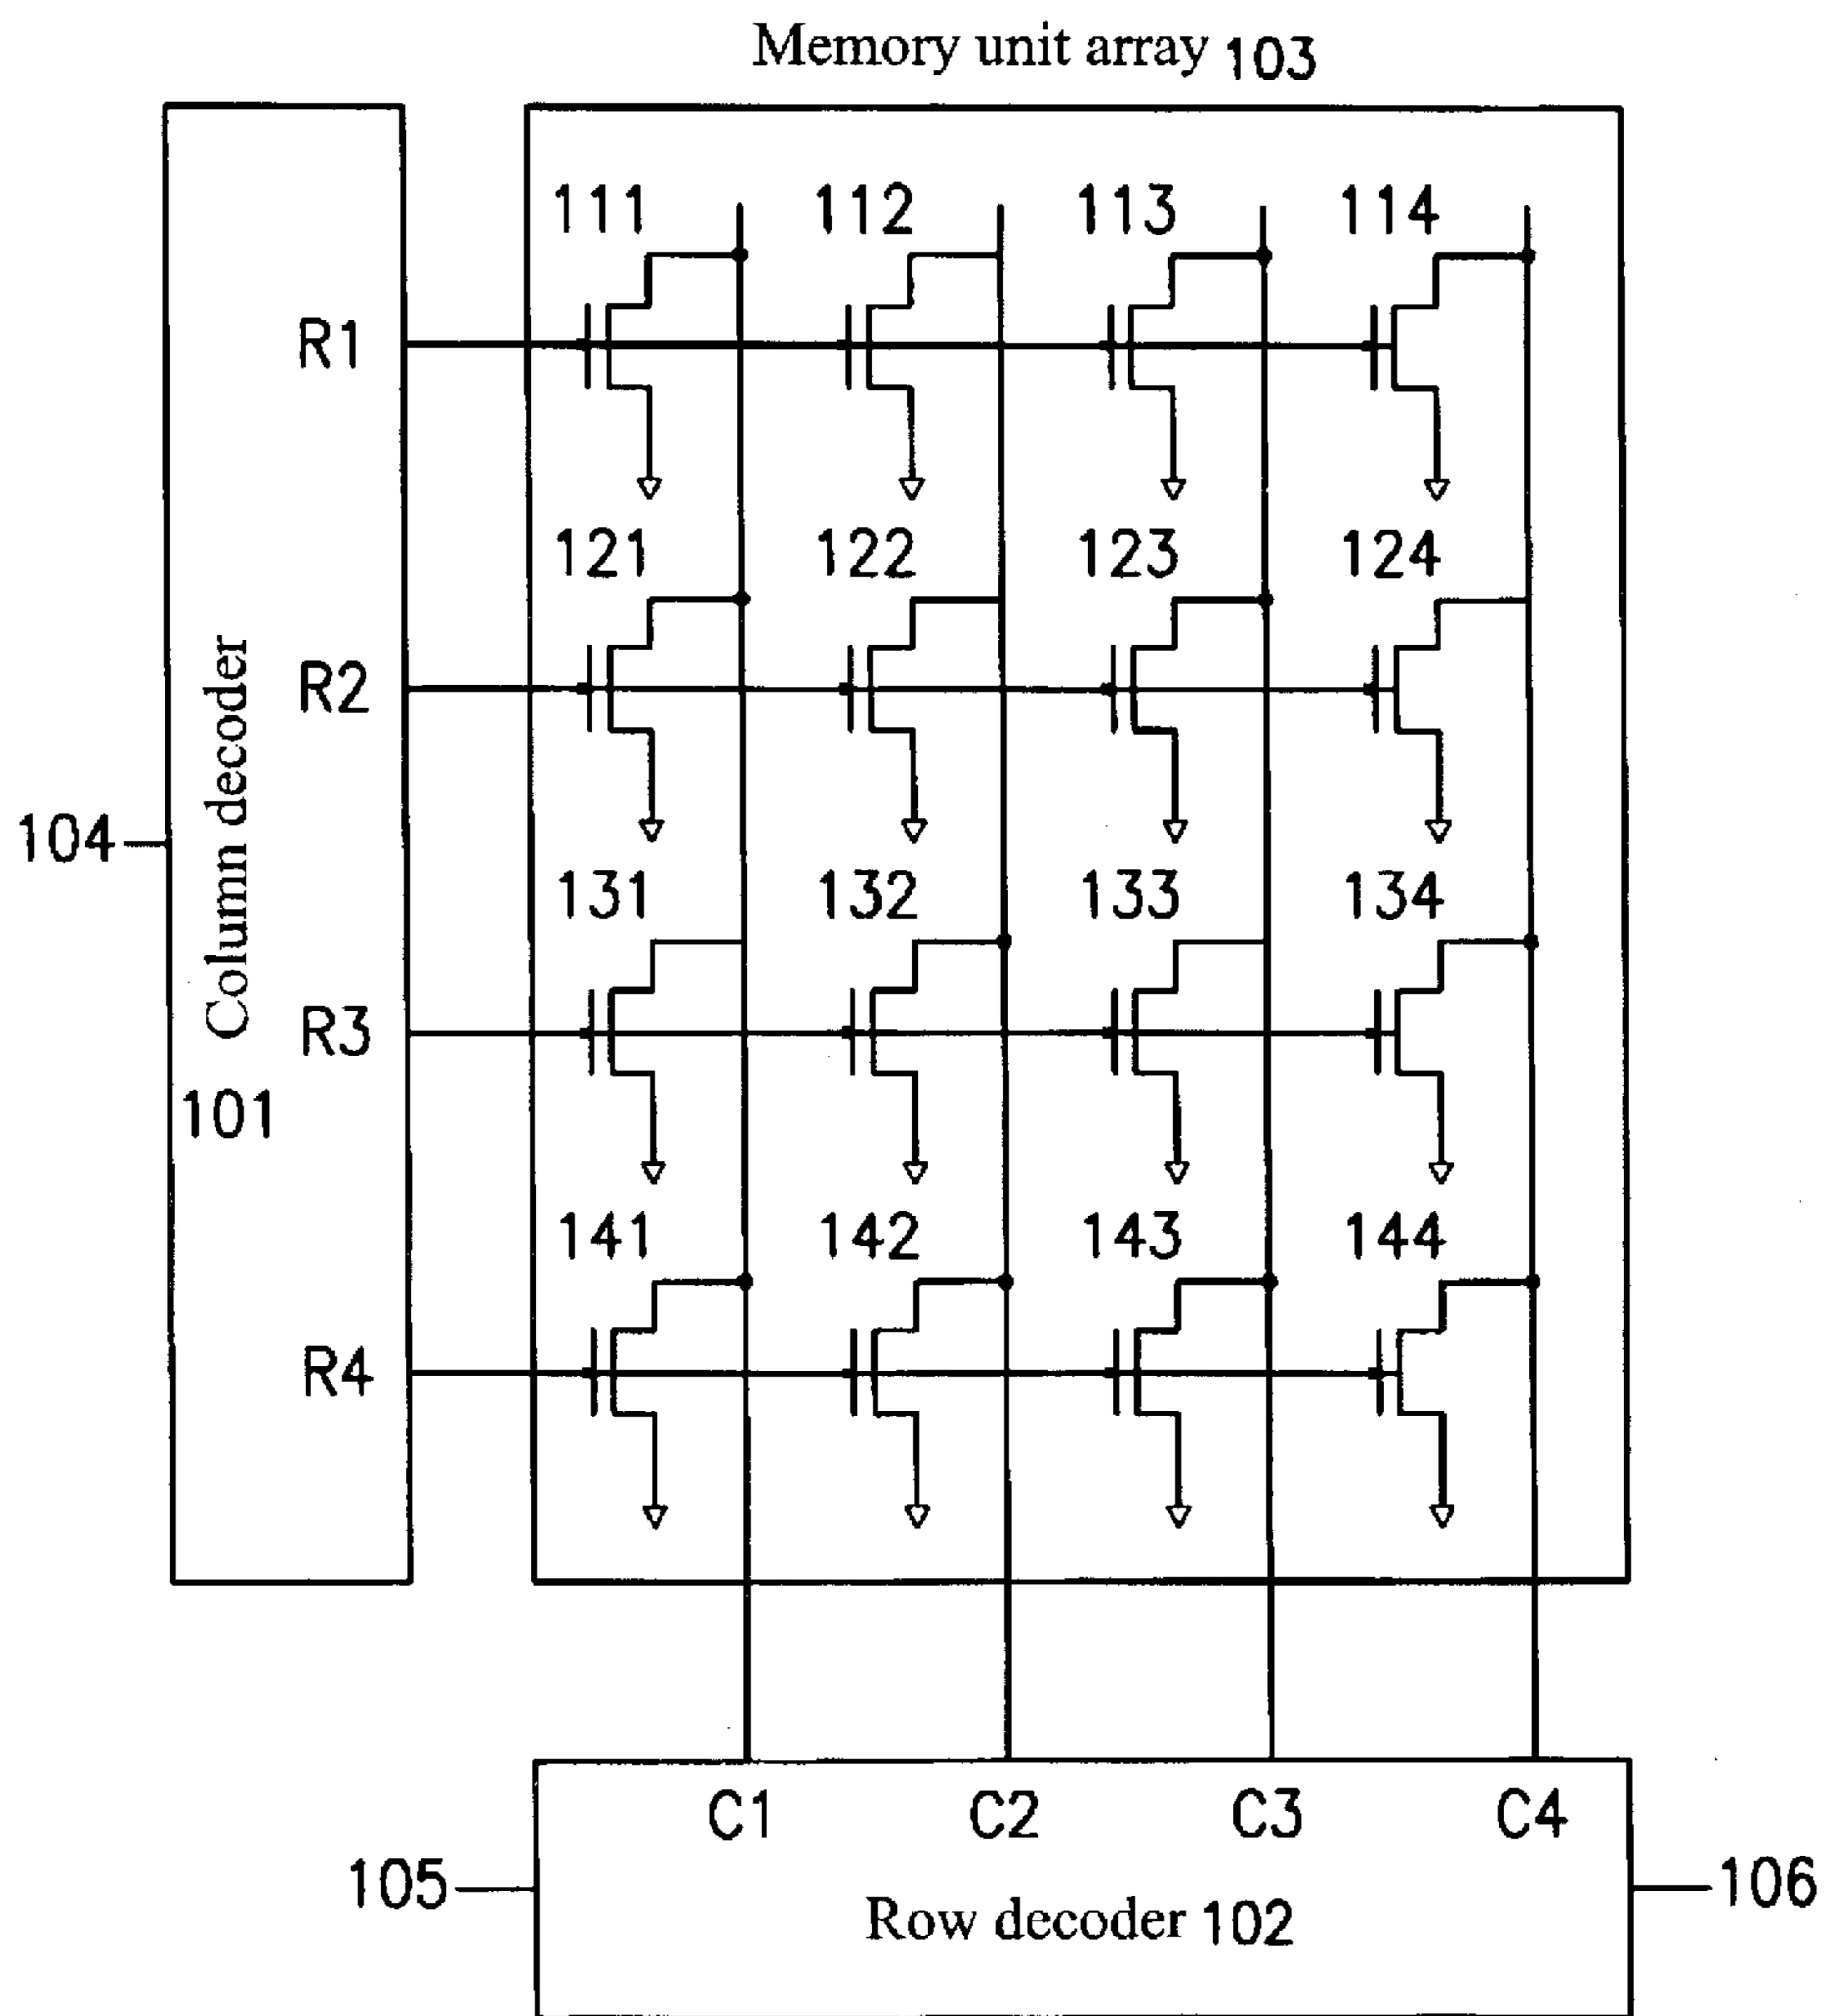 Memory unit array 103
111 112 113 114
R1
121 122 123 124
R2
104
Column decoder
101
131 132 133 134
R3
141 142 143 144
R4
C1 C2 C3 C4
105
Row decoder 102
106